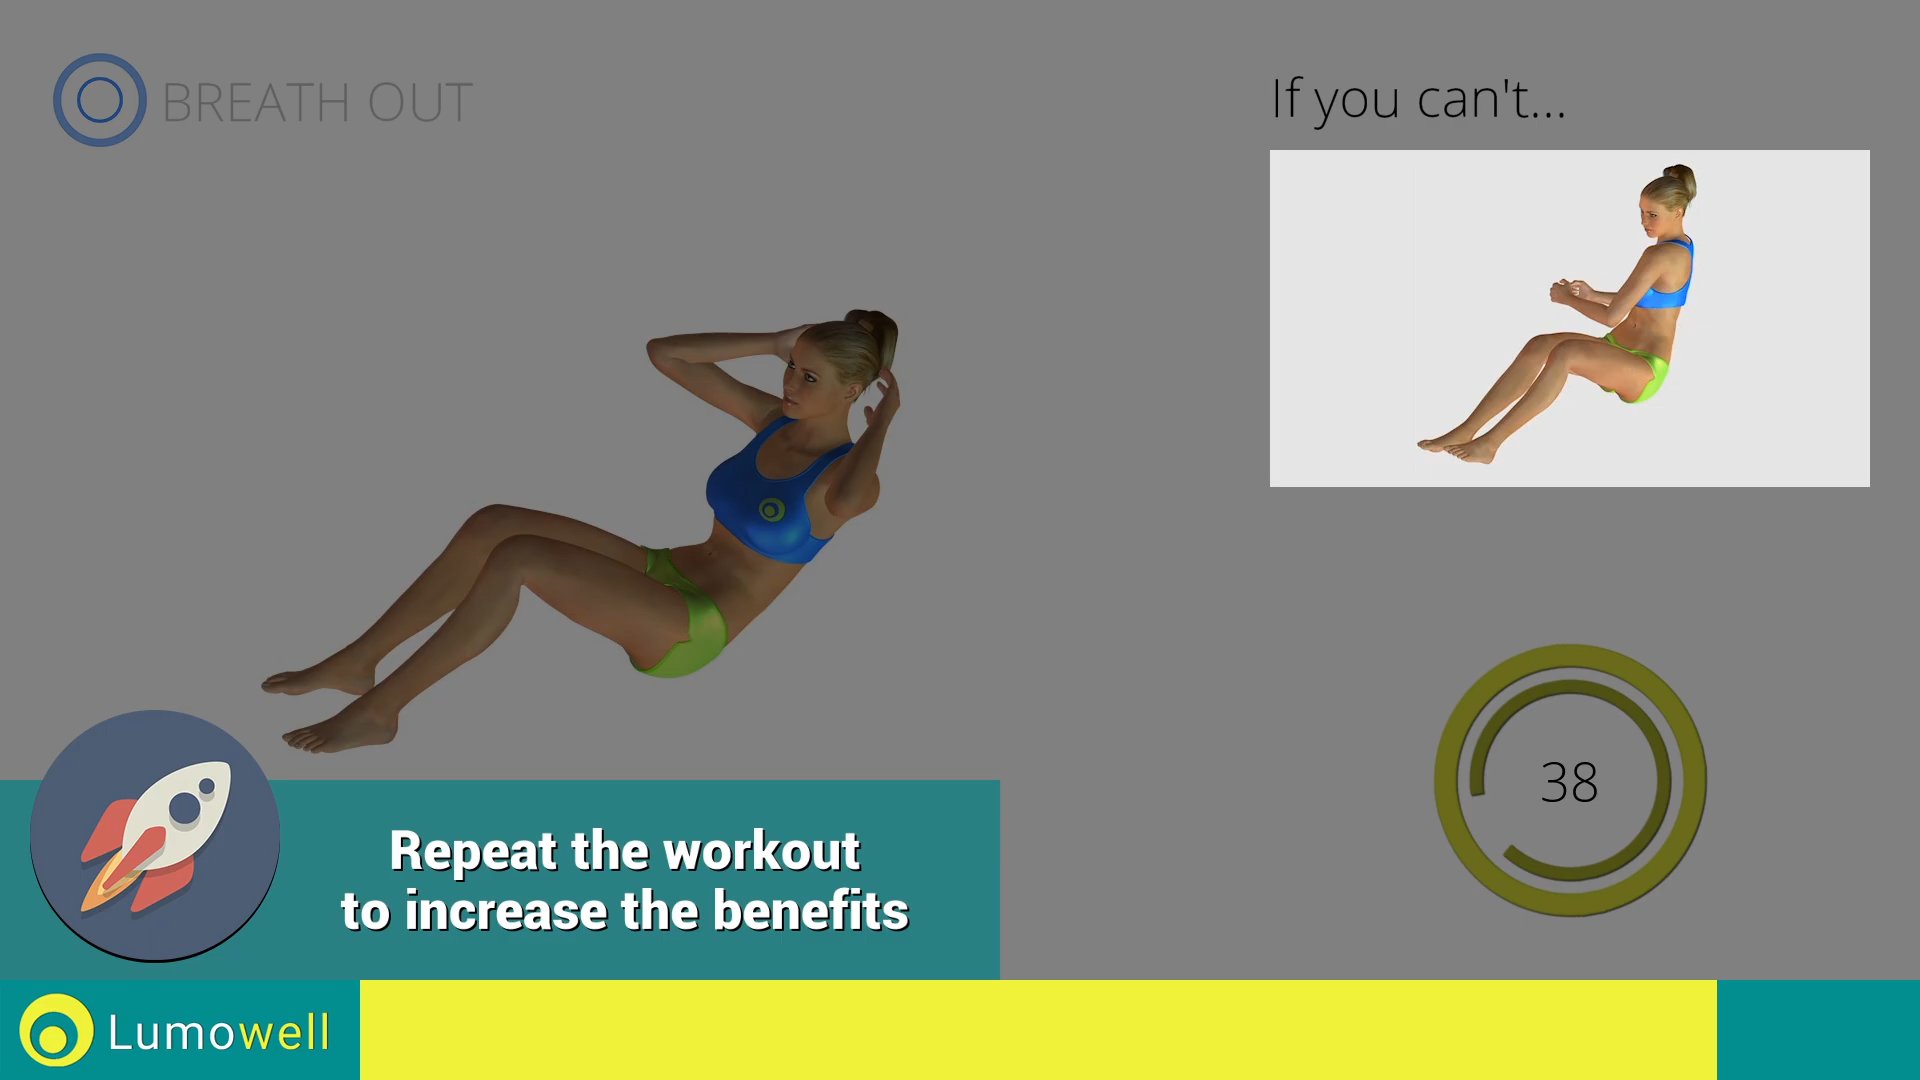 BREATH OUT
If you can't...
38
Repeat the workout
to increase the benefits
Lumowell